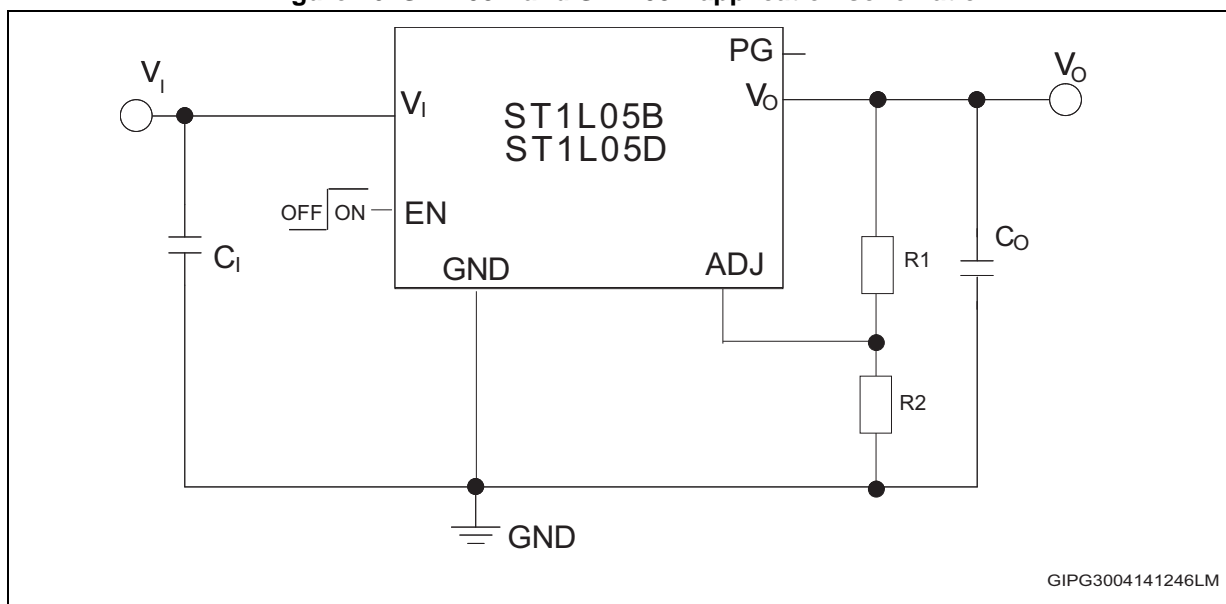 PG
V_I
V_O
V_I
V_O
ST1L05B
ST1L05D
OFF ON
EN
C_I
GND
ADJ
R1
C_O
R2
GND
GIPG3004141246LM